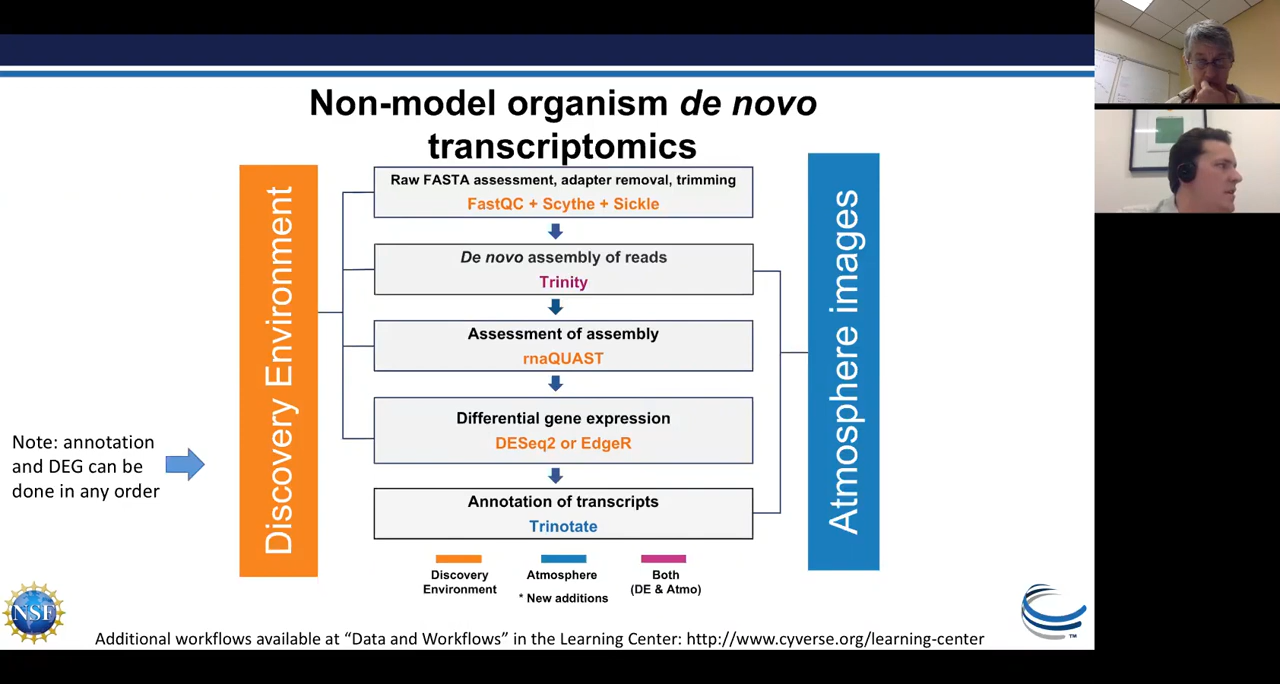 Non-model organism de novo
transcriptomics
Discovery Environment
Raw FASTA assessment, adapter removal, trimming
FastQC + Scythe + Sickle
De novo assembly of reads
Trinity
Assessment of assembly
rnaQUAST
Differential gene expression
DESeq2 or EdgeR
Annotation of transcripts
Trinotate
Atmosphere images
Note: annotation
and DEG can be
done in any order
Discovery
Environment
Atmosphere
* New additions
Both
(DE & Atmo)
NSF
TM
Additional workflows available at “Data and Workflows” in the Learning Center: http://www.cyverse.org/learning-center